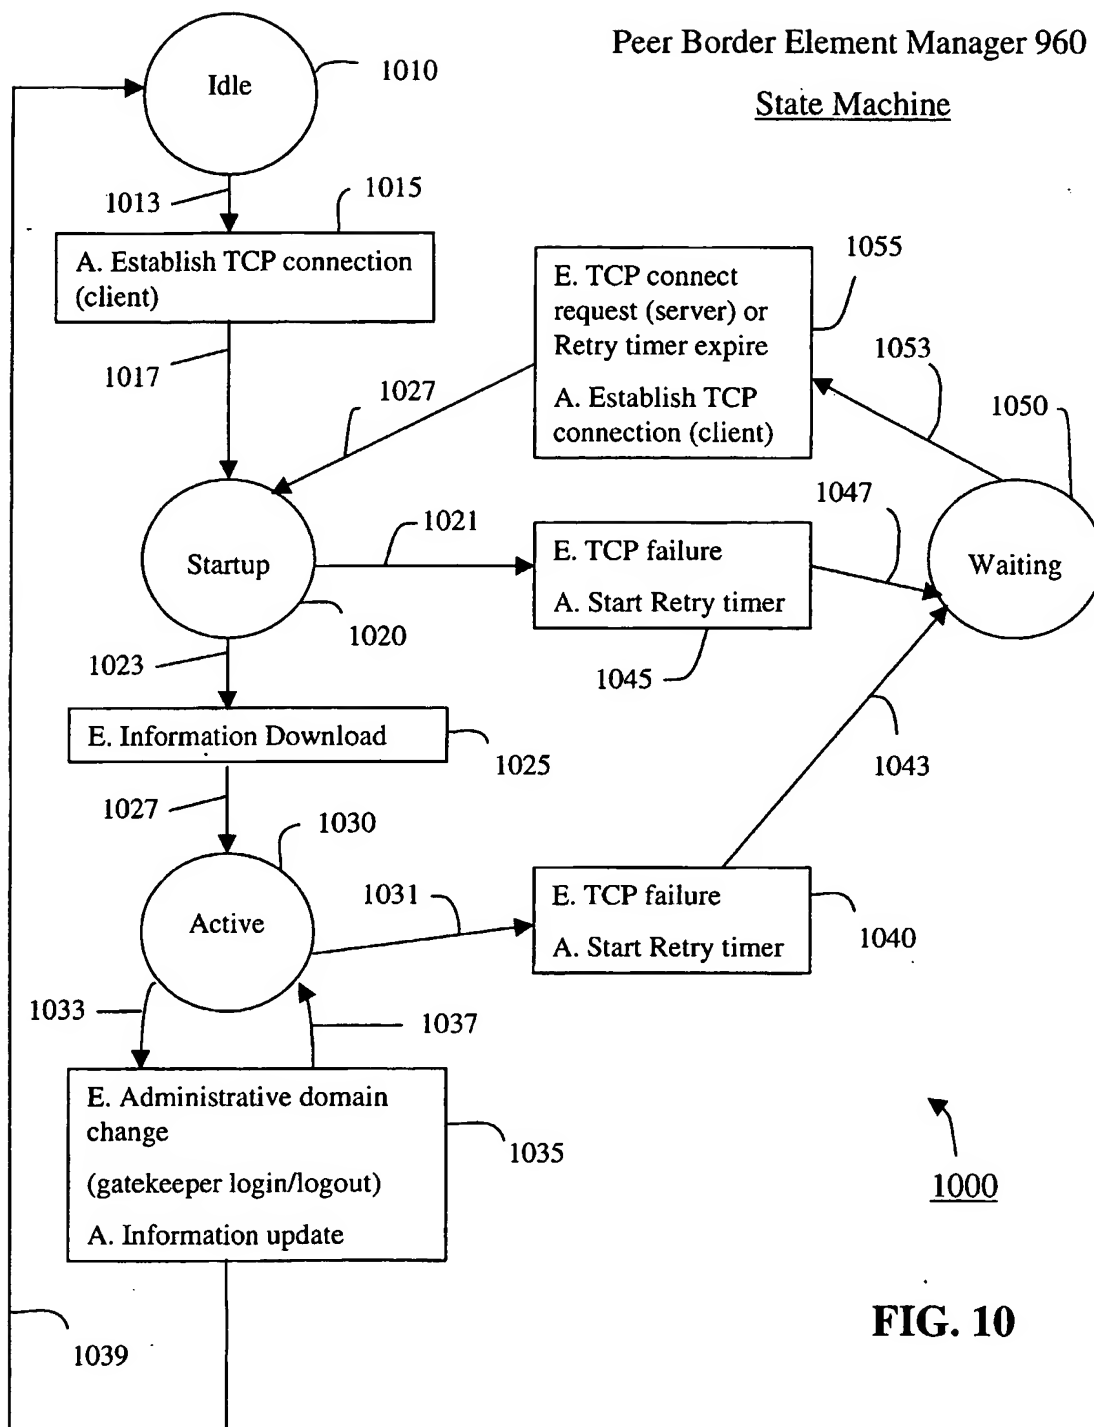 Peer Border Element Manager 960
State Machine
Idle
1010
1013
1015
A. Establish TCP connection
(client)
1017
E. TCP connect
request (server) or
Retry timer expire
A. Establish TCP
connection (client)
1055
1053
1050
1027
Startup
1020
1021
E. TCP failure
A. Start Retry timer
1045
1047
Waiting
1023
E. Information Download
1025
1043
1027
1030
Active
1031
E. TCP failure
A. Start Retry timer
1040
1033
1037
E. Administrative domain
change
(gatekeeper login/logout)
A. Information update
1035
1000
1039
FIG. 10